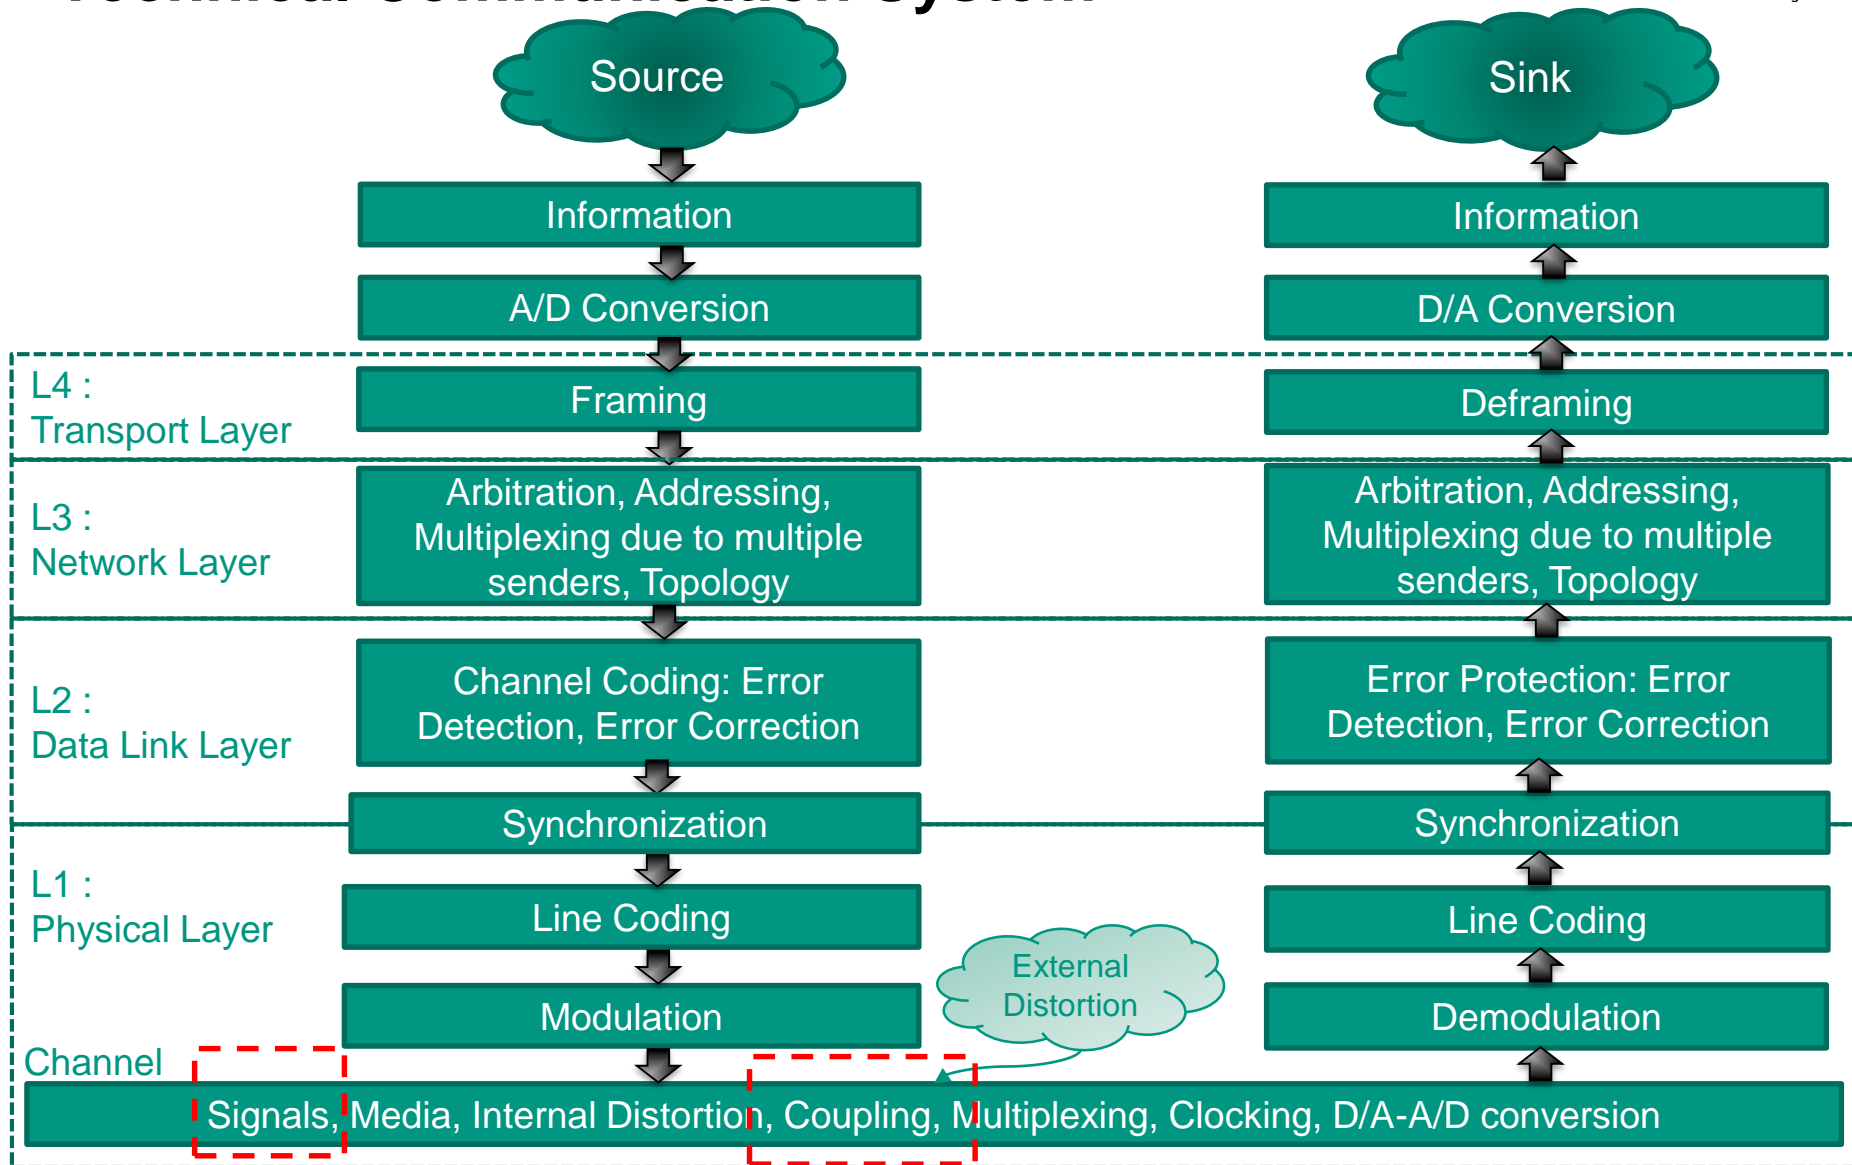 Technical Communication System
Source
Sink
Information
Information
A/D Conversion
D/A Conversion
L4 :
Transport Layer
Framing
Deframing
L3 :
Network Layer
Arbitration, Addressing,
Multiplexing due to multiple
senders, Topology
Arbitration, Addressing,
Multiplexing due to multiple
senders, Topology
L2 :
Data Link Layer
Channel Coding: Error
Detection, Error Correction
Error Protection: Error
Detection, Error Correction
Synchronization
Synchronization
L1 :
Physical Layer
Line Coding
Line Coding
External
Distortion
Modulation
Demodulation
Channel
Signals, Media, Internal Distortion, Coupling, Multiplexing, Clocking, D/A-A/D conversion